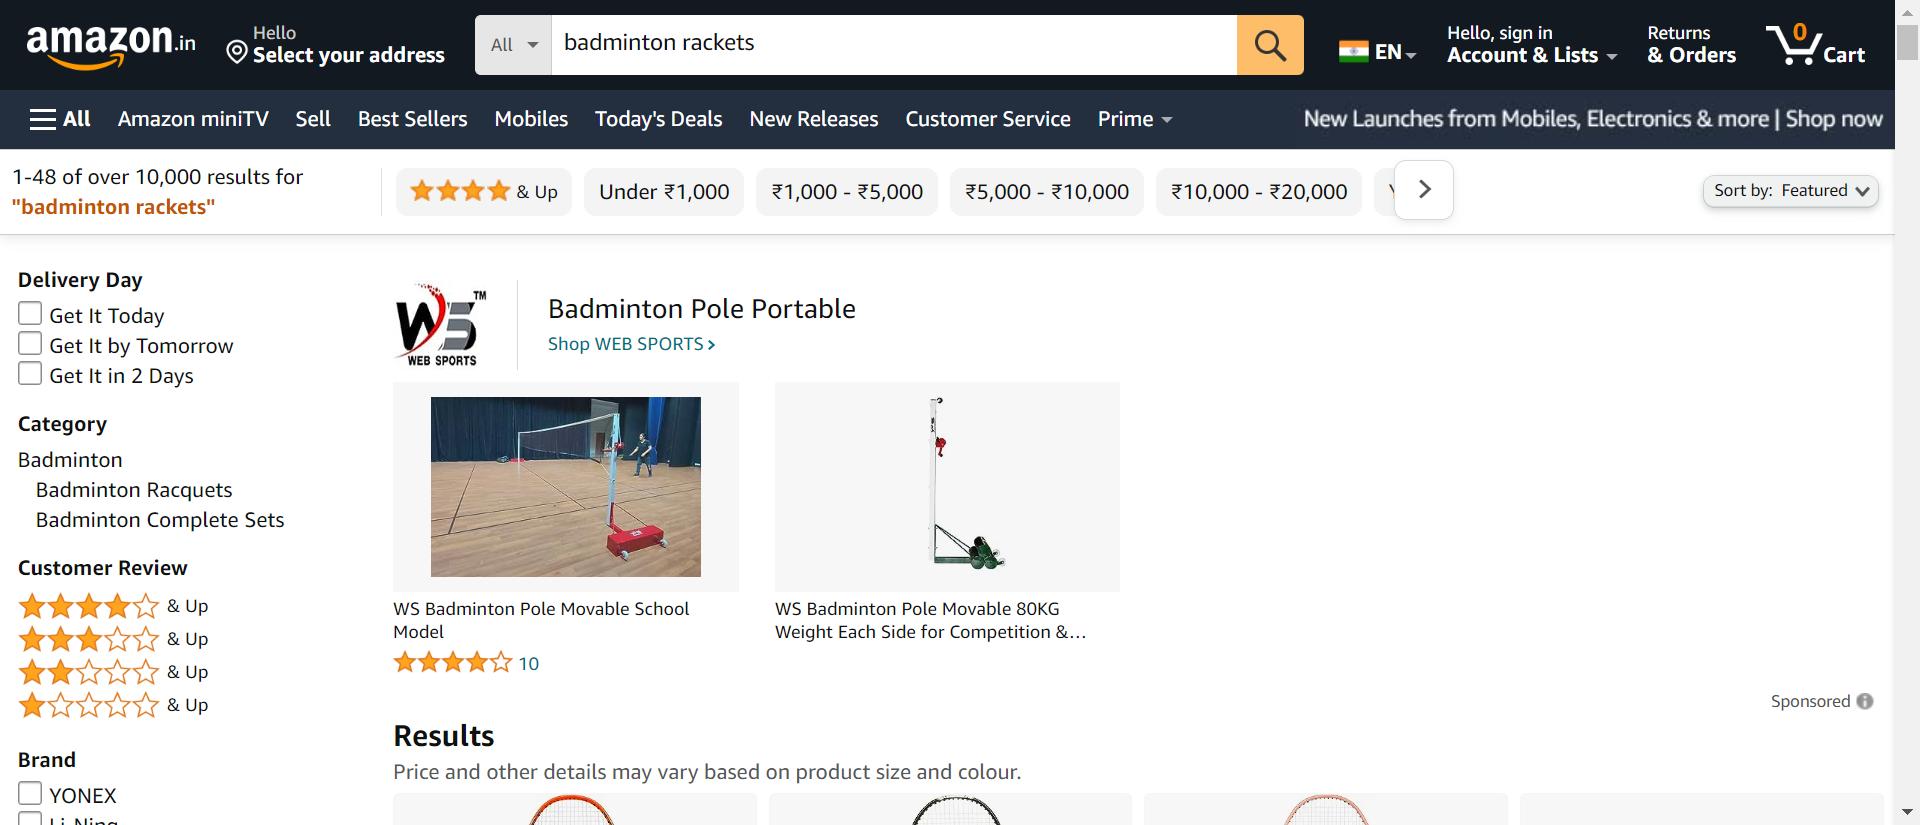 amazon.in
Hello
Select your address
All
badminton rackets
EN
Hello, sign in
Account & Lists
Returns
& Orders
0
Cart
All
Amazon miniTV
Sell
Best Sellers
Mobiles
Today's Deals
New Releases
Customer Service
Prime
New Launches from Mobiles, Electronics & more | Shop now
1-48 of over 10,000 results for
"badminton rackets"
& Up
Under ₹1,000
₹1,000 - ₹5,000
₹5,000 - ₹10,000
₹10,000 - ₹20,000
Sort by: Featured
Delivery Day
Get It Today
Get It by Tomorrow
Get It in 2 Days
Category
Badminton
Badminton Racquets
Badminton Complete Sets
Customer Review
& Up
& Up
& Up
& Up
Brand
YONEX
Li-Ning
WS TM
WEB SPORTS
Badminton Pole Portable
Shop WEB SPORTS
WS Badminton Pole Movable School
Model
10
WS Badminton Pole Movable 80KG
Weight Each Side for Competition &…
Sponsored
Results
Price and other details may vary based on product size and colour.